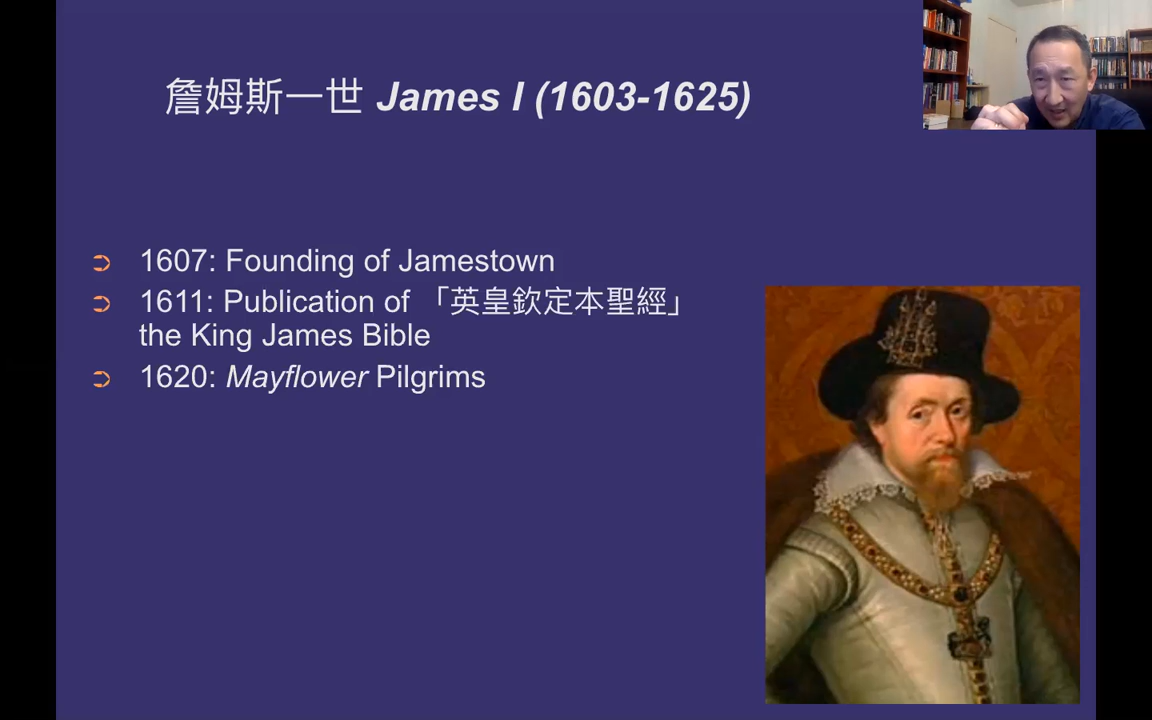 詹姆斯一世 James I (1603-1625)
1607: Founding of Jamestown
1611: Publication of 「英皇欽定本聖經」
the King James Bible
1620: Mayflower Pilgrims